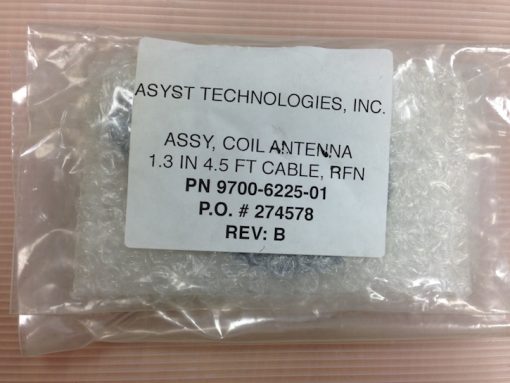 ASYST TECHNOLOGIES, INC.
ASSY, COIL ANTENNA
1.3 IN 4.5 FT CABLE, RFN
PN 9700-6225-01
P.O. # 274578
REV: B